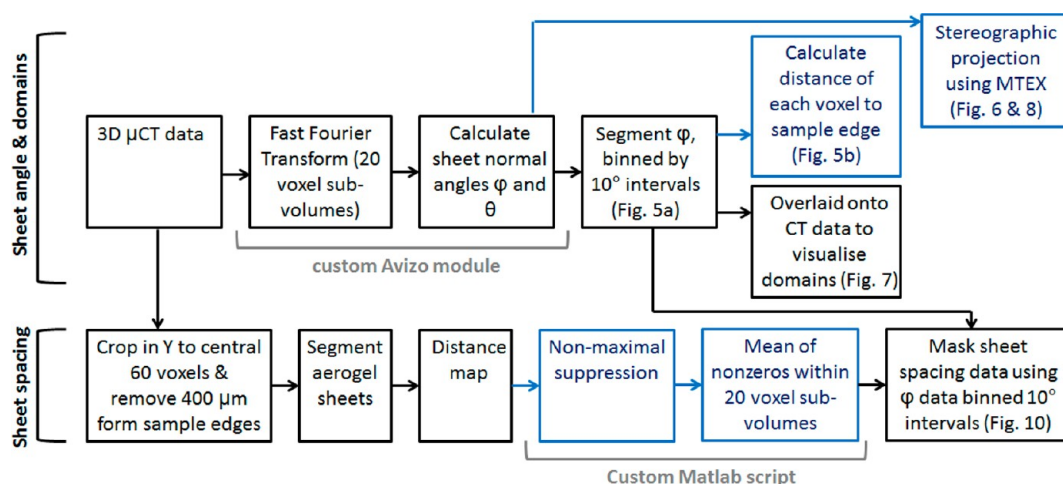 Sheet angle & domains
3D µCT data
Fast Fourier
Transform (20
voxel sub-
volumes)
Calculate
sheet normal
angles φ and
θ
custom Avizo module
Segment φ,
binned by
10° intervals
(Fig. 5a)
Calculate
distance of
each voxel to
sample edge
(Fig. 5b)
Stereographic
projection
using MTEX
(Fig. 6 & 8)
Overlaid onto
CT data to
visualise
domains (Fig. 7)
Sheet spacing
Crop in Y to central
60 voxels &
remove 400 µm
form sample edges
Segment
aerogel
sheets
Distance
map
Non-maximal
suppression
Mean of
nonzeros within
20 voxel sub-
volumes
Custom Matlab script
Mask sheet
spacing data using
φ data binned 10°
intervals (Fig. 10)